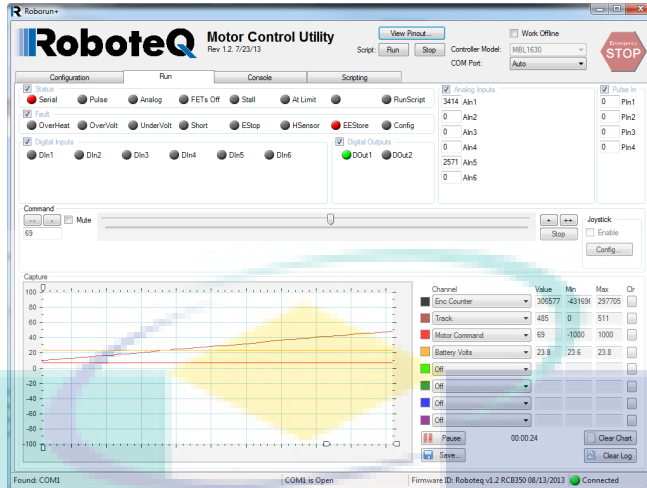 Roborun+
RoboteQ
Motor Control Utility
Rev 1.2. 7/23/13
View Pinout...
Work Offline
Script: Run Stop
Controller Model: MBL1630
COM Port: Auto
Emergency
STOP
Configuration Run Console Scripting
Status
Serial Pulse Analog FETs Off Stall At Limit RunScript
Fault
OverHeat OverVolt UnderVolt Short EStop HSensor EEStore Config
Digital Inputs
DIn1 DIn2 DIn3 DIn4 DIn5 DIn6
Digital Outputs
DOut1 DOut2
Analog Inputs
3414 AIn1
0 AIn2
0 AIn3
0 AIn4
2571 AIn5
0 AIn6
Pulse In
0 PIn1
0 PIn2
0 PIn3
0 PIn4
Command
-- - Mute
69
+ ++
Stop
Joystick
Enable
Config...
Capture
100
80
60
40
20
0
-20
-40
-60
-80
-100
Channel Value Min Max Clr
Enc Counter 306577 297705
Track 485 0 511
Motor Command 69 -1000 1000
Battery Volts 23.8 23.6 23.8
Off
Off
Off
Off
Pause 00:00:24 Clear Chart
Save... Clear Log
Found: COM1 COM1 is Open Firmware ID: Roboteq v1.2 RCB350 08/13/2013 Connected